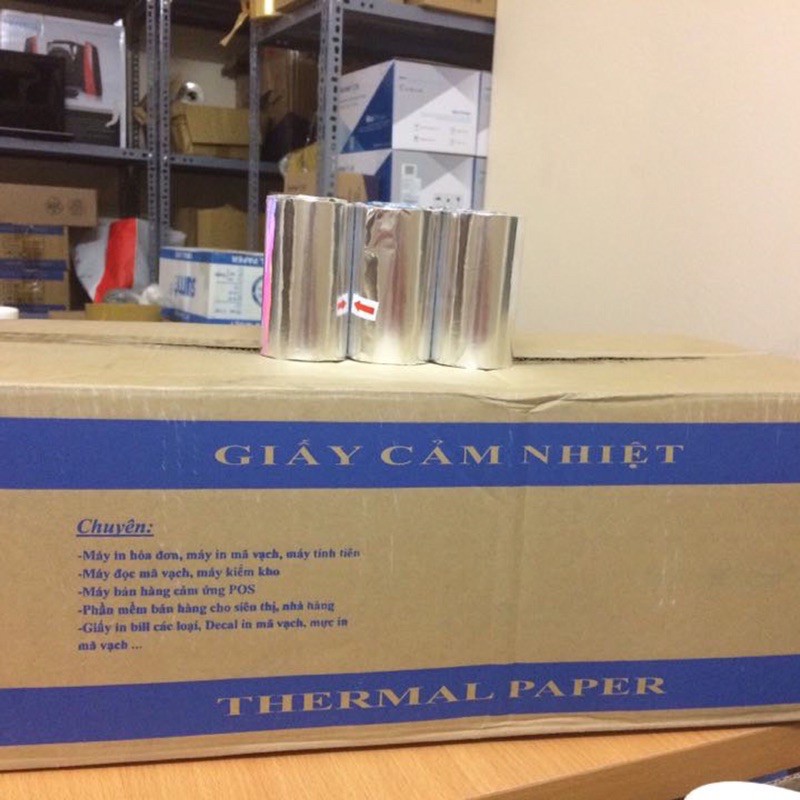 GIẤY CẢM NHIỆT
Chuyên:
-Máy in hóa đơn, máy in mã vạch, máy tính tiền
-Máy đọc mã vạch, máy kiểm kho
-Máy bán hàng cảm ứng POS
-Phần mềm bán hàng cho siêu thị, nhà hàng
-Giấy in bill các loại, Decal in mã vạch, mực in
mã vạch ...
THERMAL PAPER